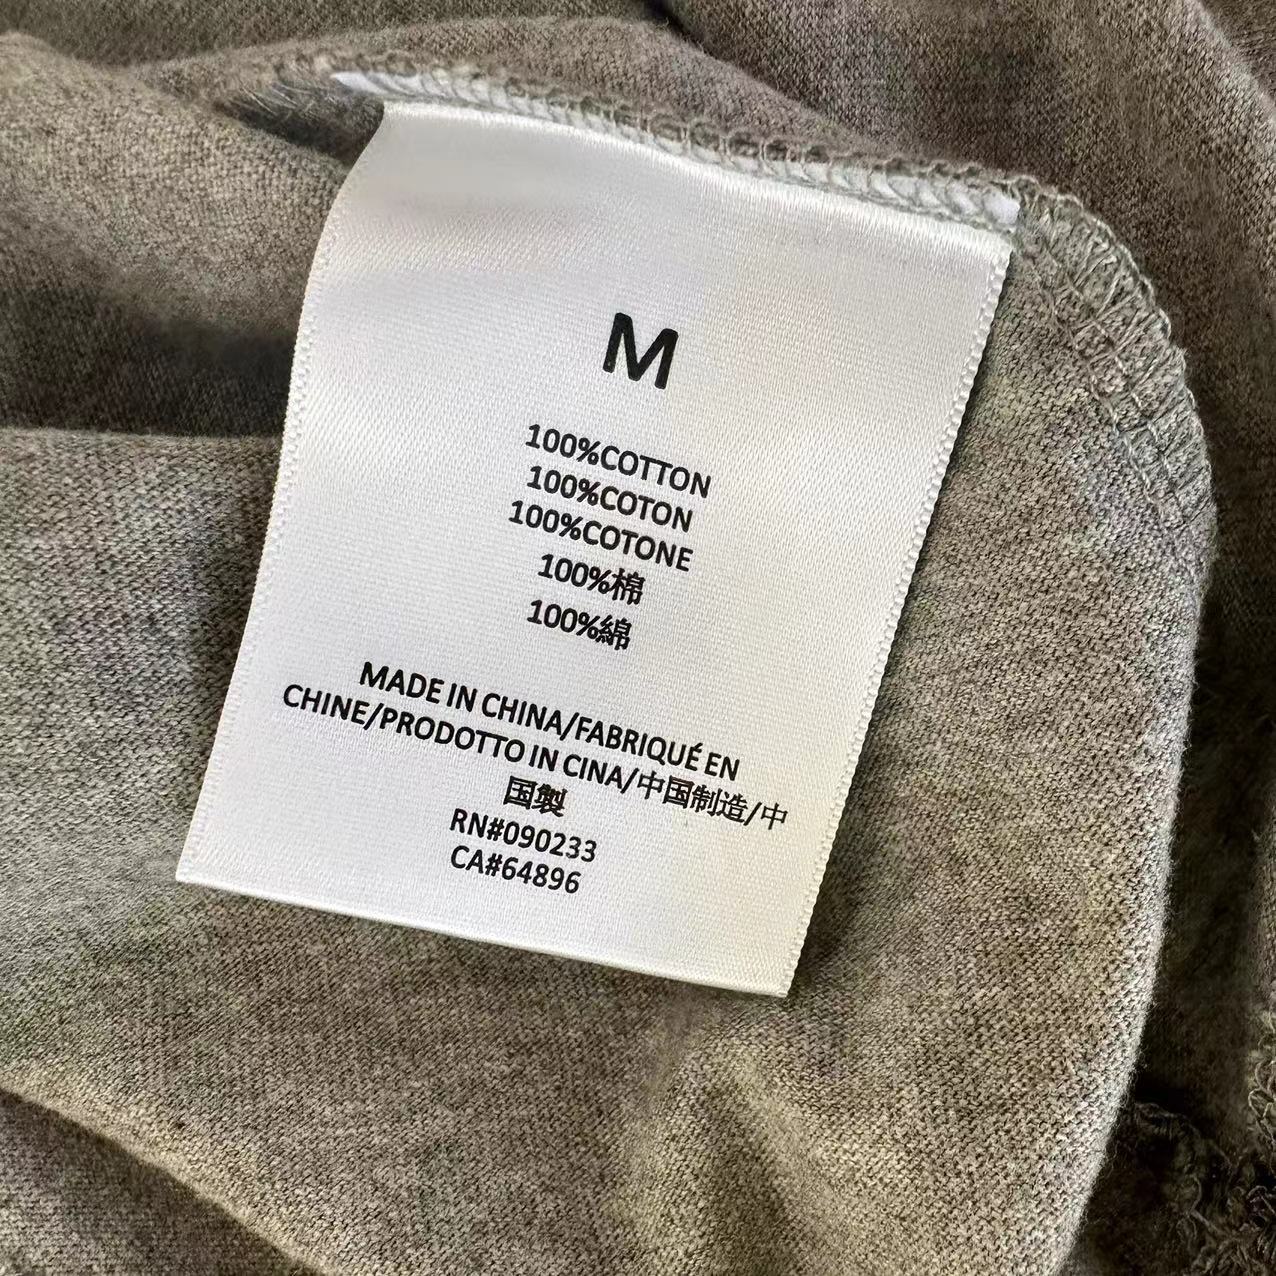 M
100%COTTON
100%COTON
100%COTONE
100%棉
100%綿
MADE IN CHINA/FABRIQUÉ EN
CHINE/PRODOTTO IN CINA/中国制造/中
国製
RN#090233
CA#64896